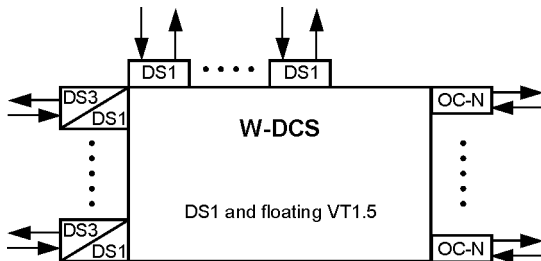 DS1 DS1
DS3
DS1
OC-N
W-DCS
DS1 and floating VT1.5
DS3
DS1
OC-N